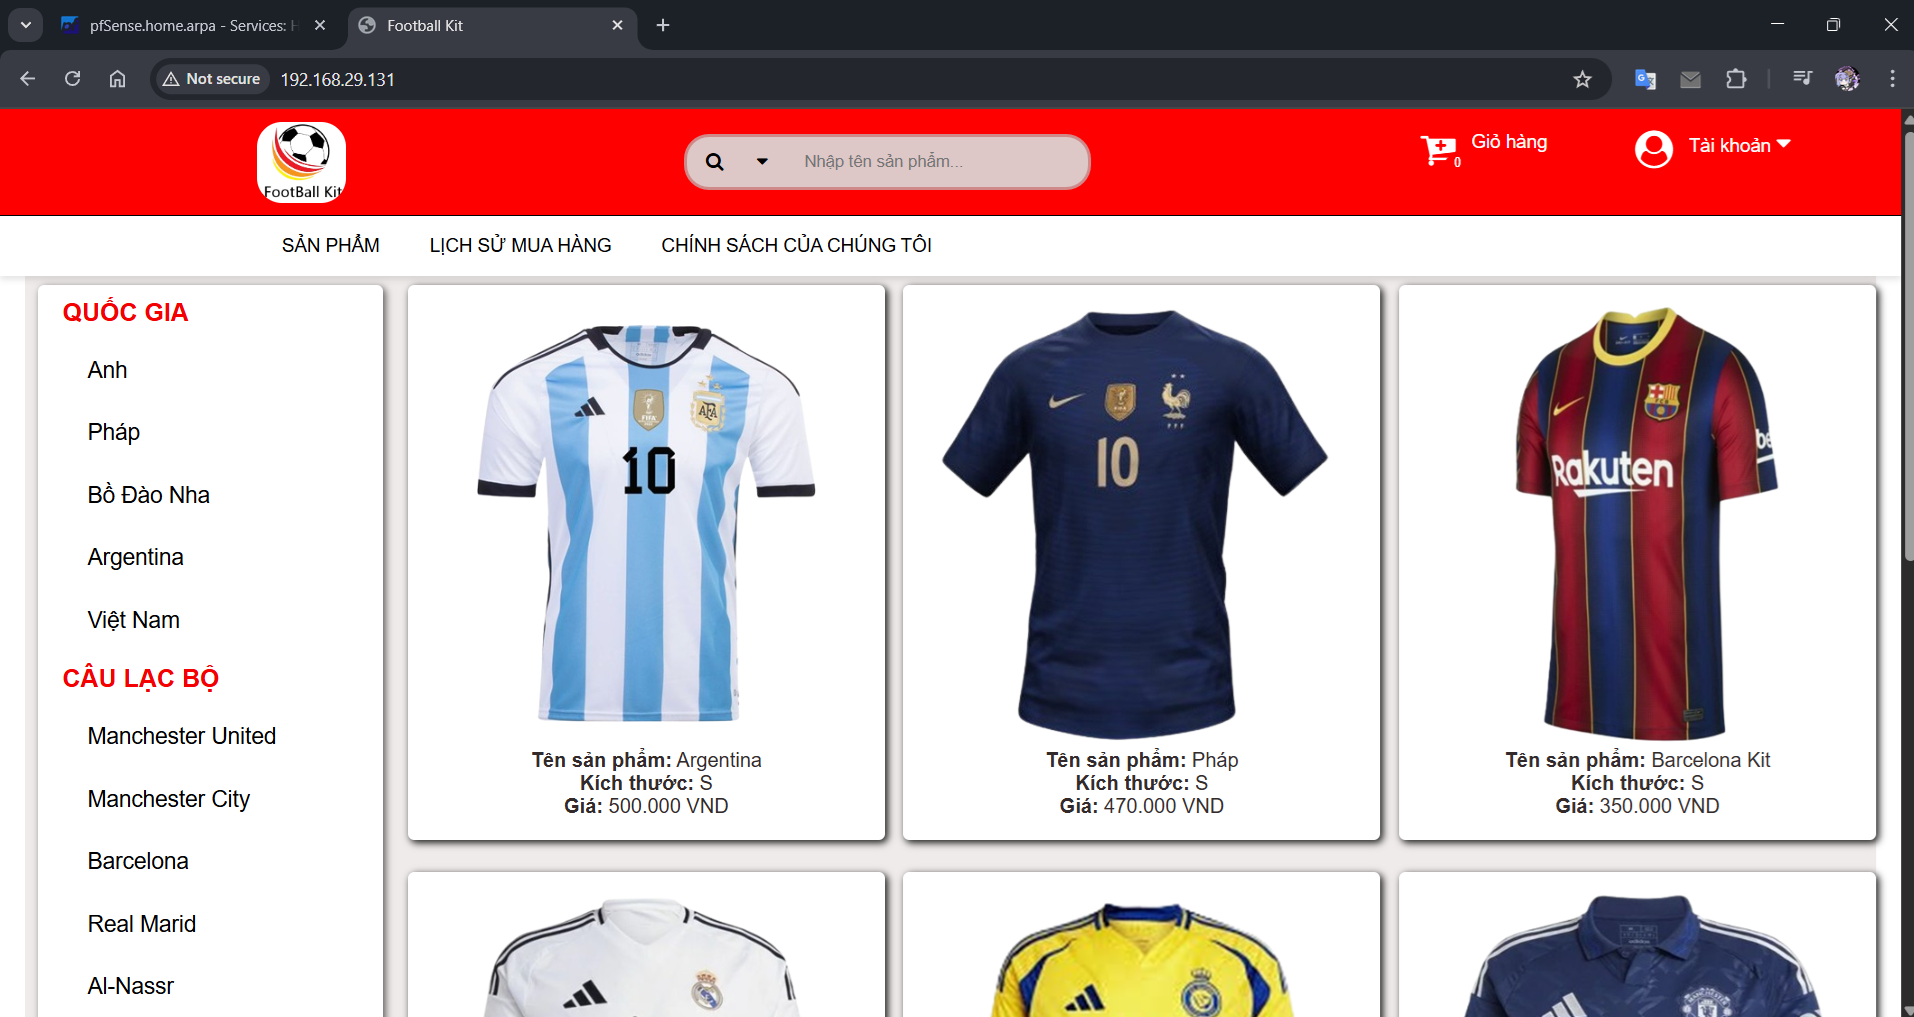 pfSense.home.arpa - Services: H
Football Kit
Not secure
192.168.29.131
FootBall Kit
Nhập tên sản phẩm...
0
Giỏ hàng
Tài khoản
SẢN PHẨM
LỊCH SỬ MUA HÀNG
CHÍNH SÁCH CỦA CHÚNG TÔI
QUỐC GIA
Anh
Pháp
Bồ Đào Nha
Argentina
Việt Nam
CÂU LẠC BỘ
Manchester United
Manchester City
Barcelona
Real Marid
Al-Nassr
AFA
FIFA
10
Tên sản phẩm: Argentina
Kích thước: S
Giá: 500.000 VND
FFF
10
Tên sản phẩm: Pháp
Kích thước: S
Giá: 470.000 VND
Rakuten
be
Tên sản phẩm: Barcelona Kit
Kích thước: S
Giá: 350.000 VND